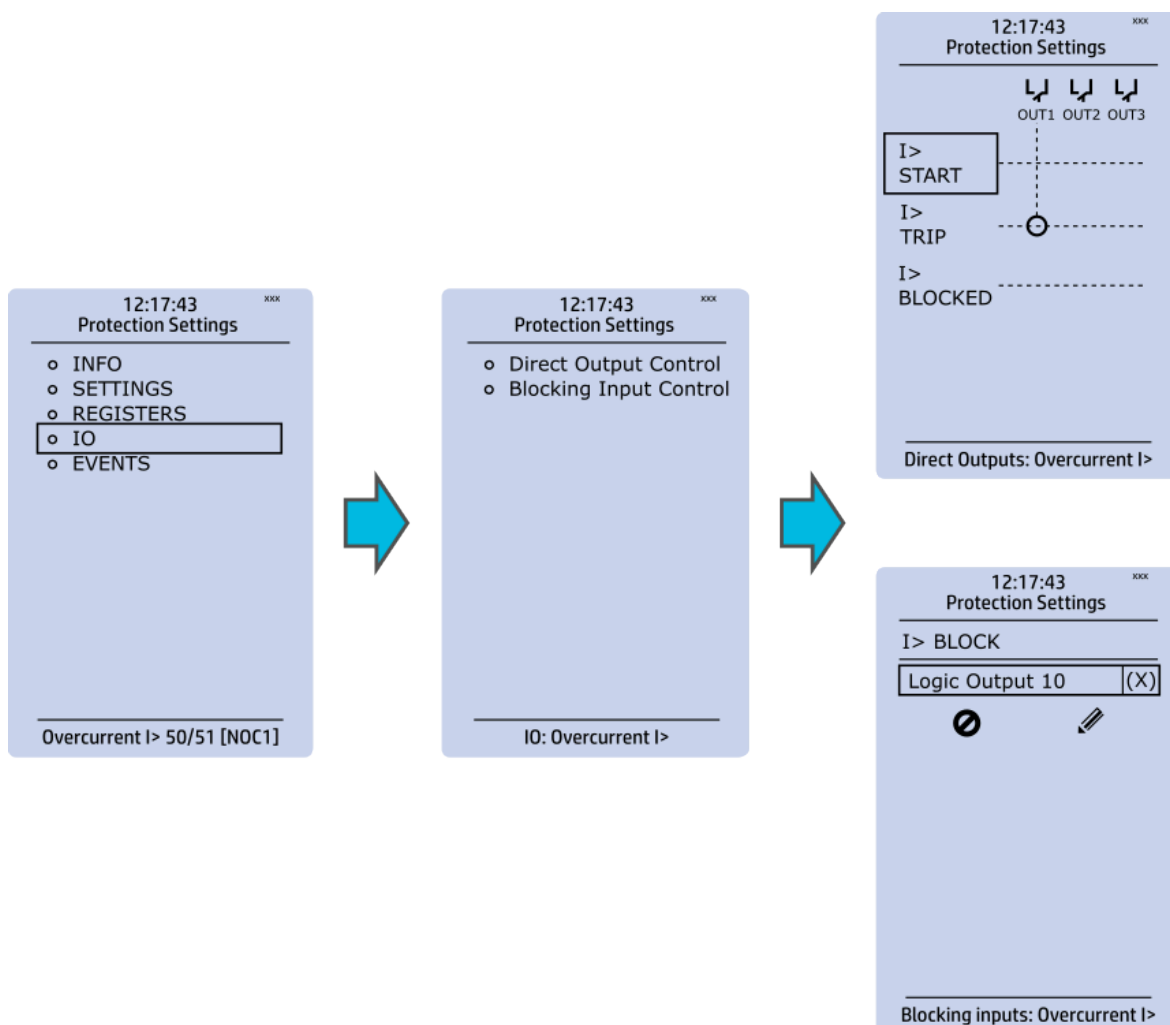 12:17:43 xxx
Protection Settings
INFO
SETTINGS
REGISTERS
IO
EVENTS
Overcurrent I> 50/51 [NOC1]
12:17:43 xxx
Protection Settings
Direct Output Control
Blocking Input Control
IO: Overcurrent I>
12:17:43 xxx
Protection Settings
OUT1 OUT2 OUT3
I>
START
I>
TRIP
I>
BLOCKED
Direct Outputs: Overcurrent I>
12:17:43 xxx
Protection Settings
I> BLOCK
Logic Output 10 (X)
Blocking inputs: Overcurrent I>